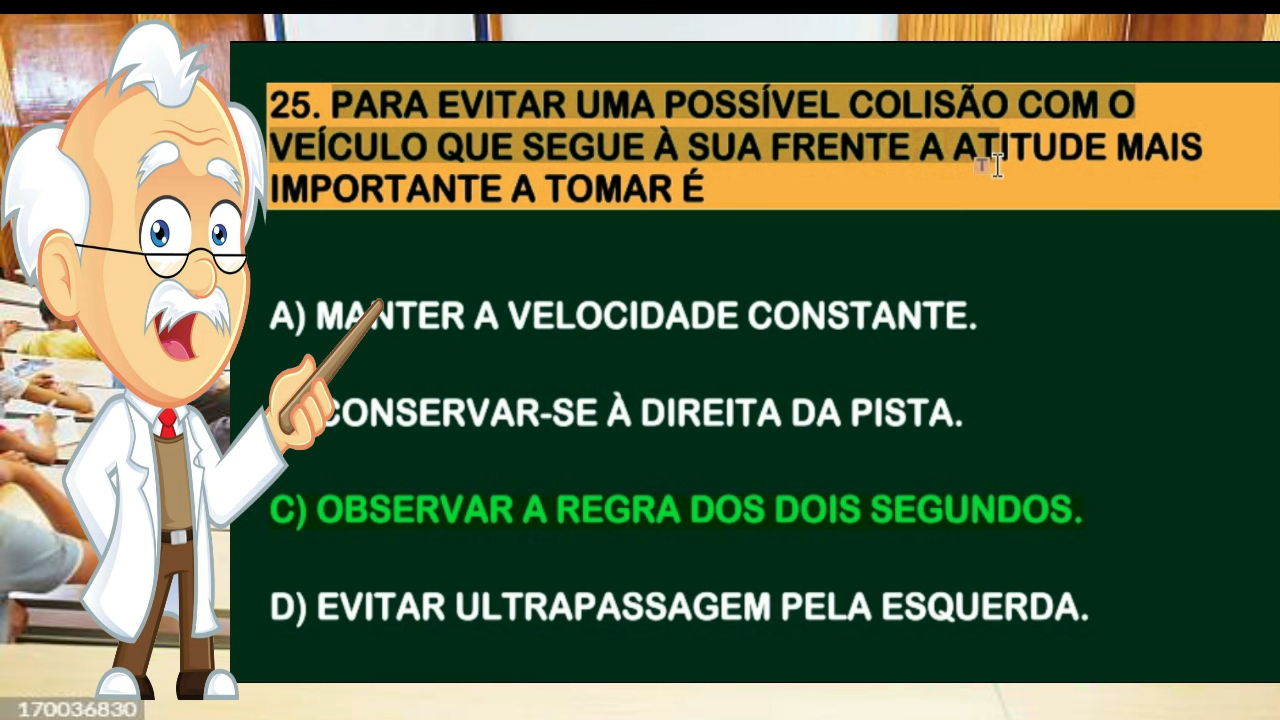 25. PARA EVITAR UMA POSSÍVEL COLISÃO COM O
VEÍCULO QUE SEGUE À SUA FRENTE A ATITUDE MAIS
IMPORTANTE A TOMAR É
A) MANTER A VELOCIDADE CONSTANTE.
CONSERVAR-SE À DIREITA DA PISTA.
C) OBSERVAR A REGRA DOS DOIS SEGUNDOS.
D) EVITAR ULTRAPASSAGEM PELA ESQUERDA.
170036830